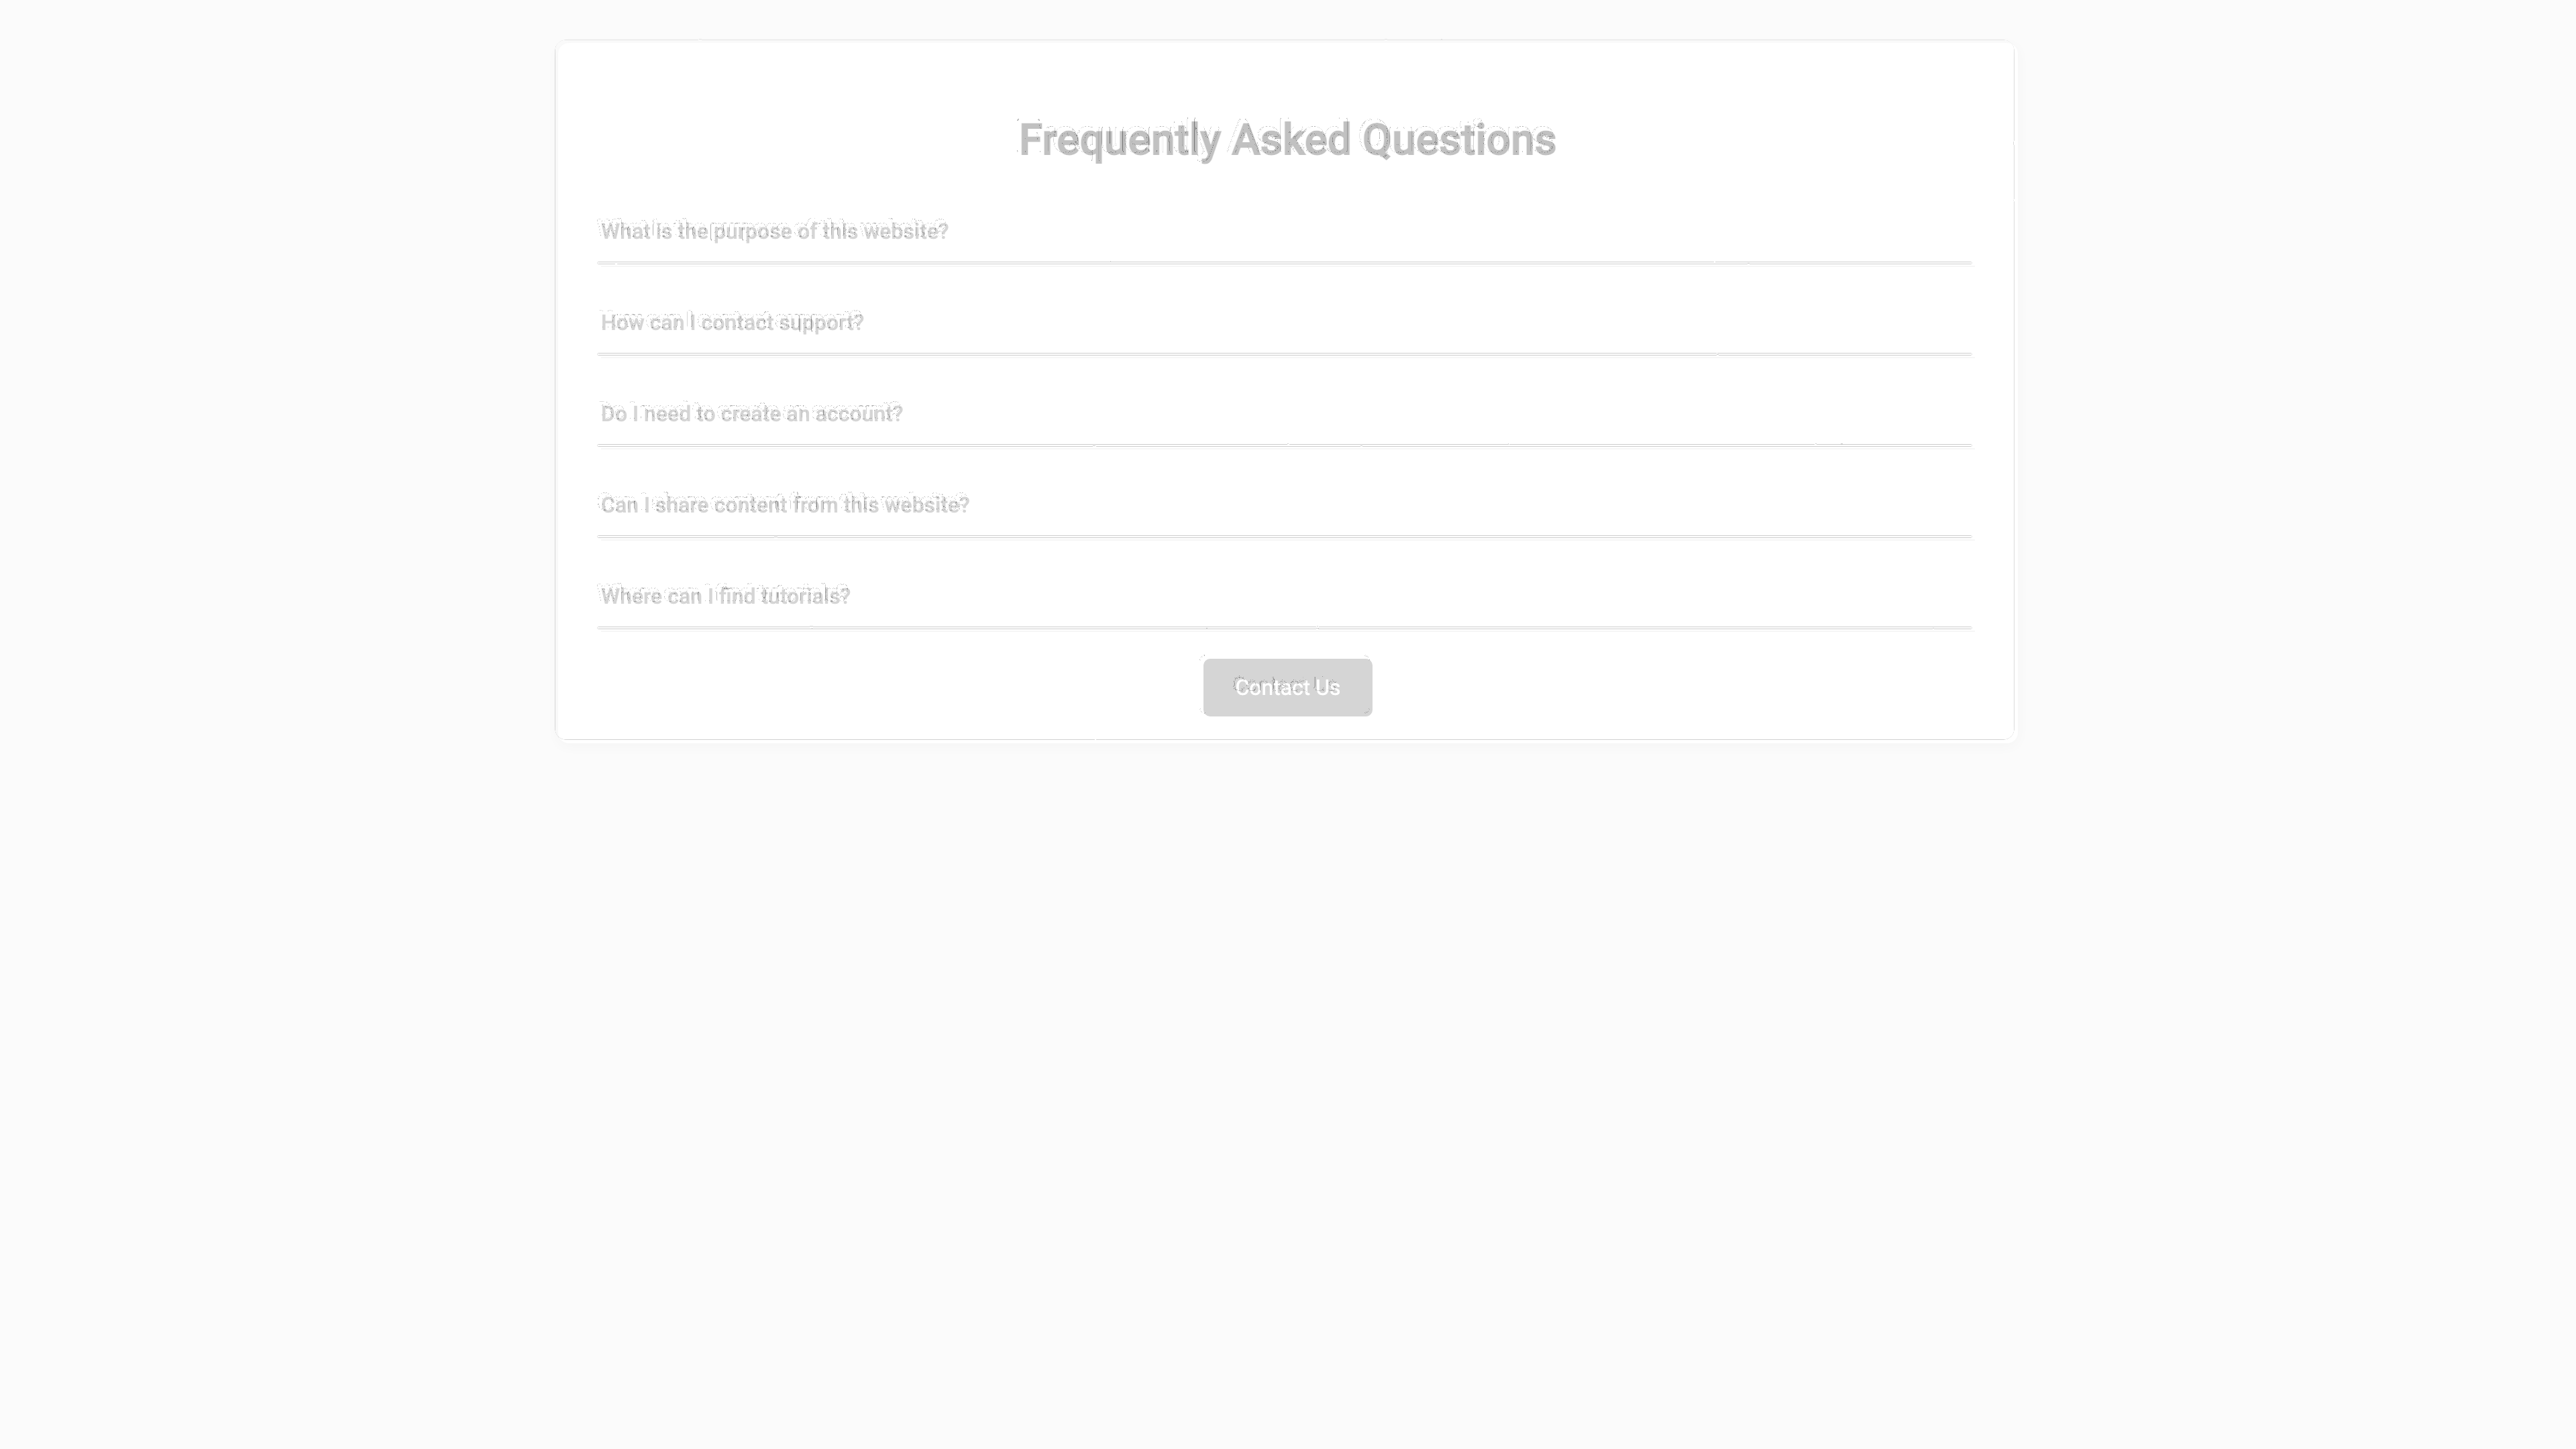 Frequently Asked Questions
What is the purpose of this website?
How can I contact support?
Do I need to create an account?
Can I share content from this website?
Where can I find tutorials?
Contact Us